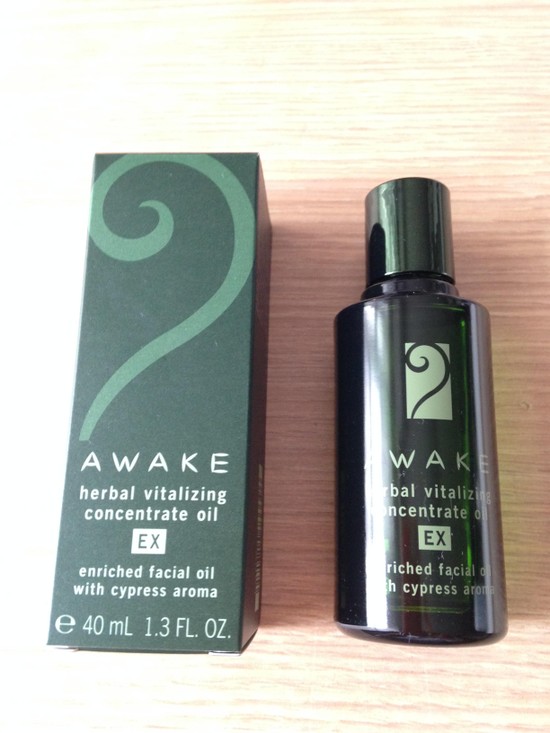 AWAKE
herbal vitalizing
concentrate oil
EX
enriched facial oil
with cypress aroma
e 40 mL 1.3 FL. OZ.
AWAKE
herbal vitalizing
concentrate oil
EX
enriched facial oil
with cypress aroma